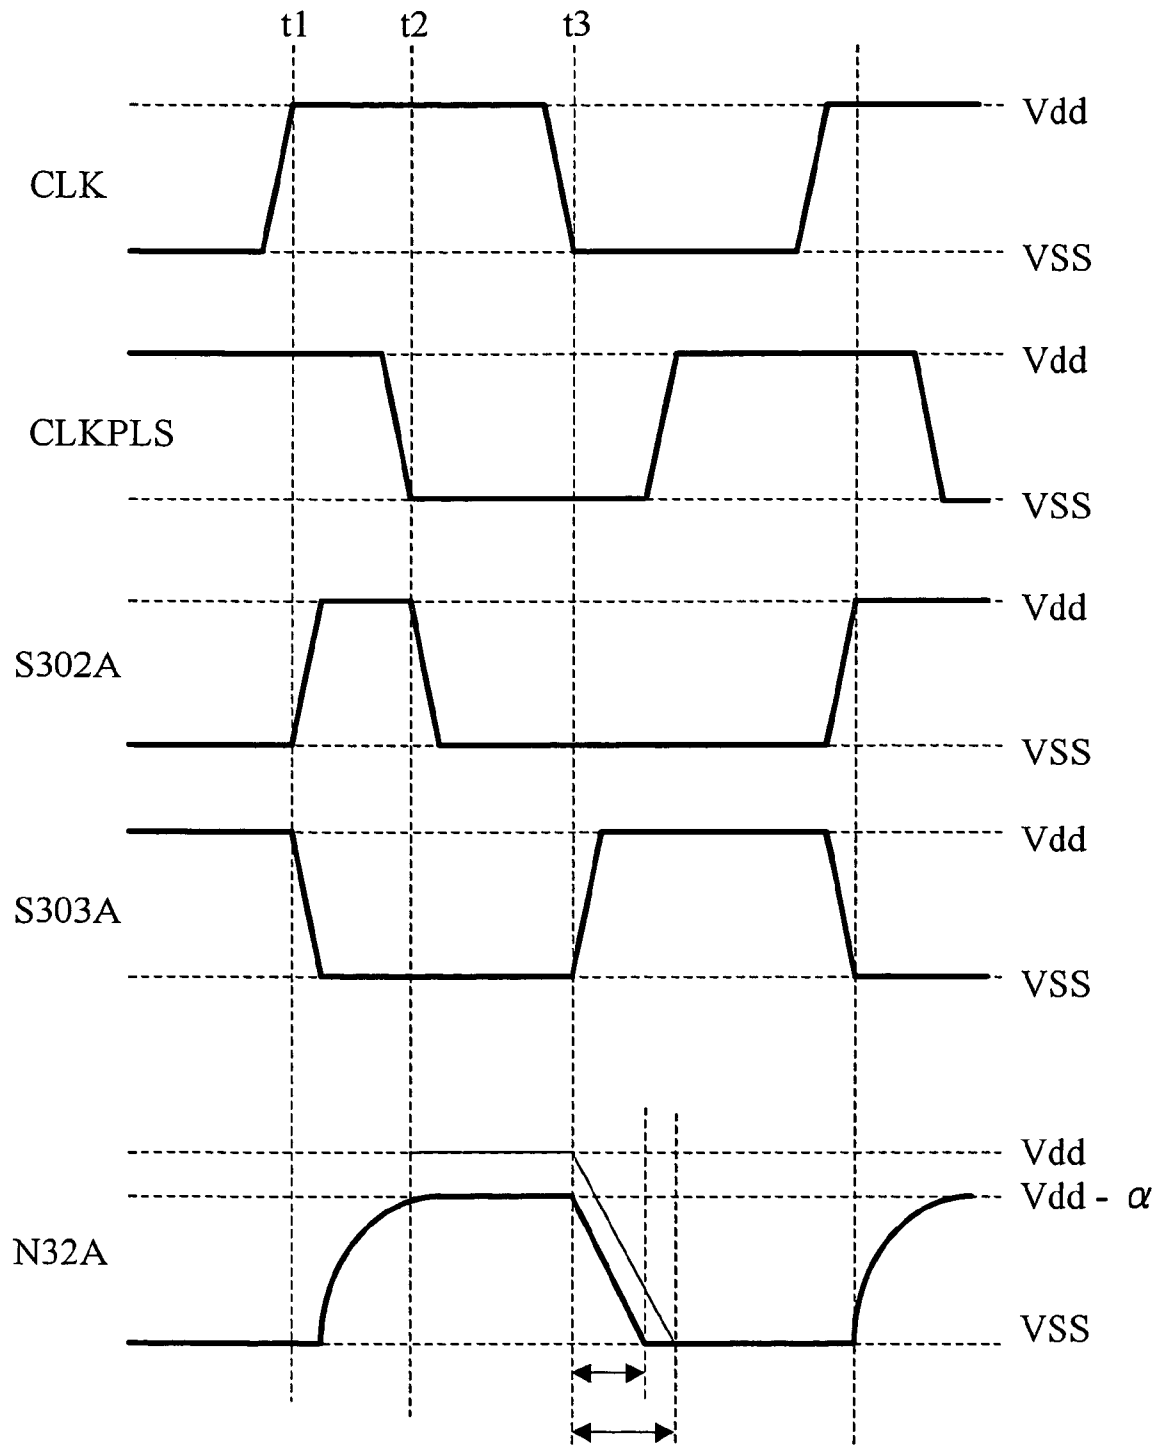 t1 t2 t3
Vdd
CLK
VSS
Vdd
CLKPLS
VSS
Vdd
S302A
VSS
Vdd
S303A
VSS
Vdd
Vdd - α
N32A
VSS